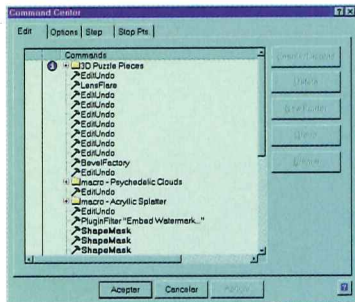 Command Center
Edit
Options
Step
Stop Pts.
Commands
3D Puzzle Pieces
EditUndo
LensFlare
EditUndo
EditUndo
EditUndo
EditUndo
EditUndo
EditUndo
BevelFactory
EditUndo
macro - Psychedelic Clouds
EditUndo
macro - Acryllic Splatter
EditUndo
PluginFilter "Embed Watermark..."
ShapeMask
ShapeMask
ShapeMask
Aceptar
Cancelar